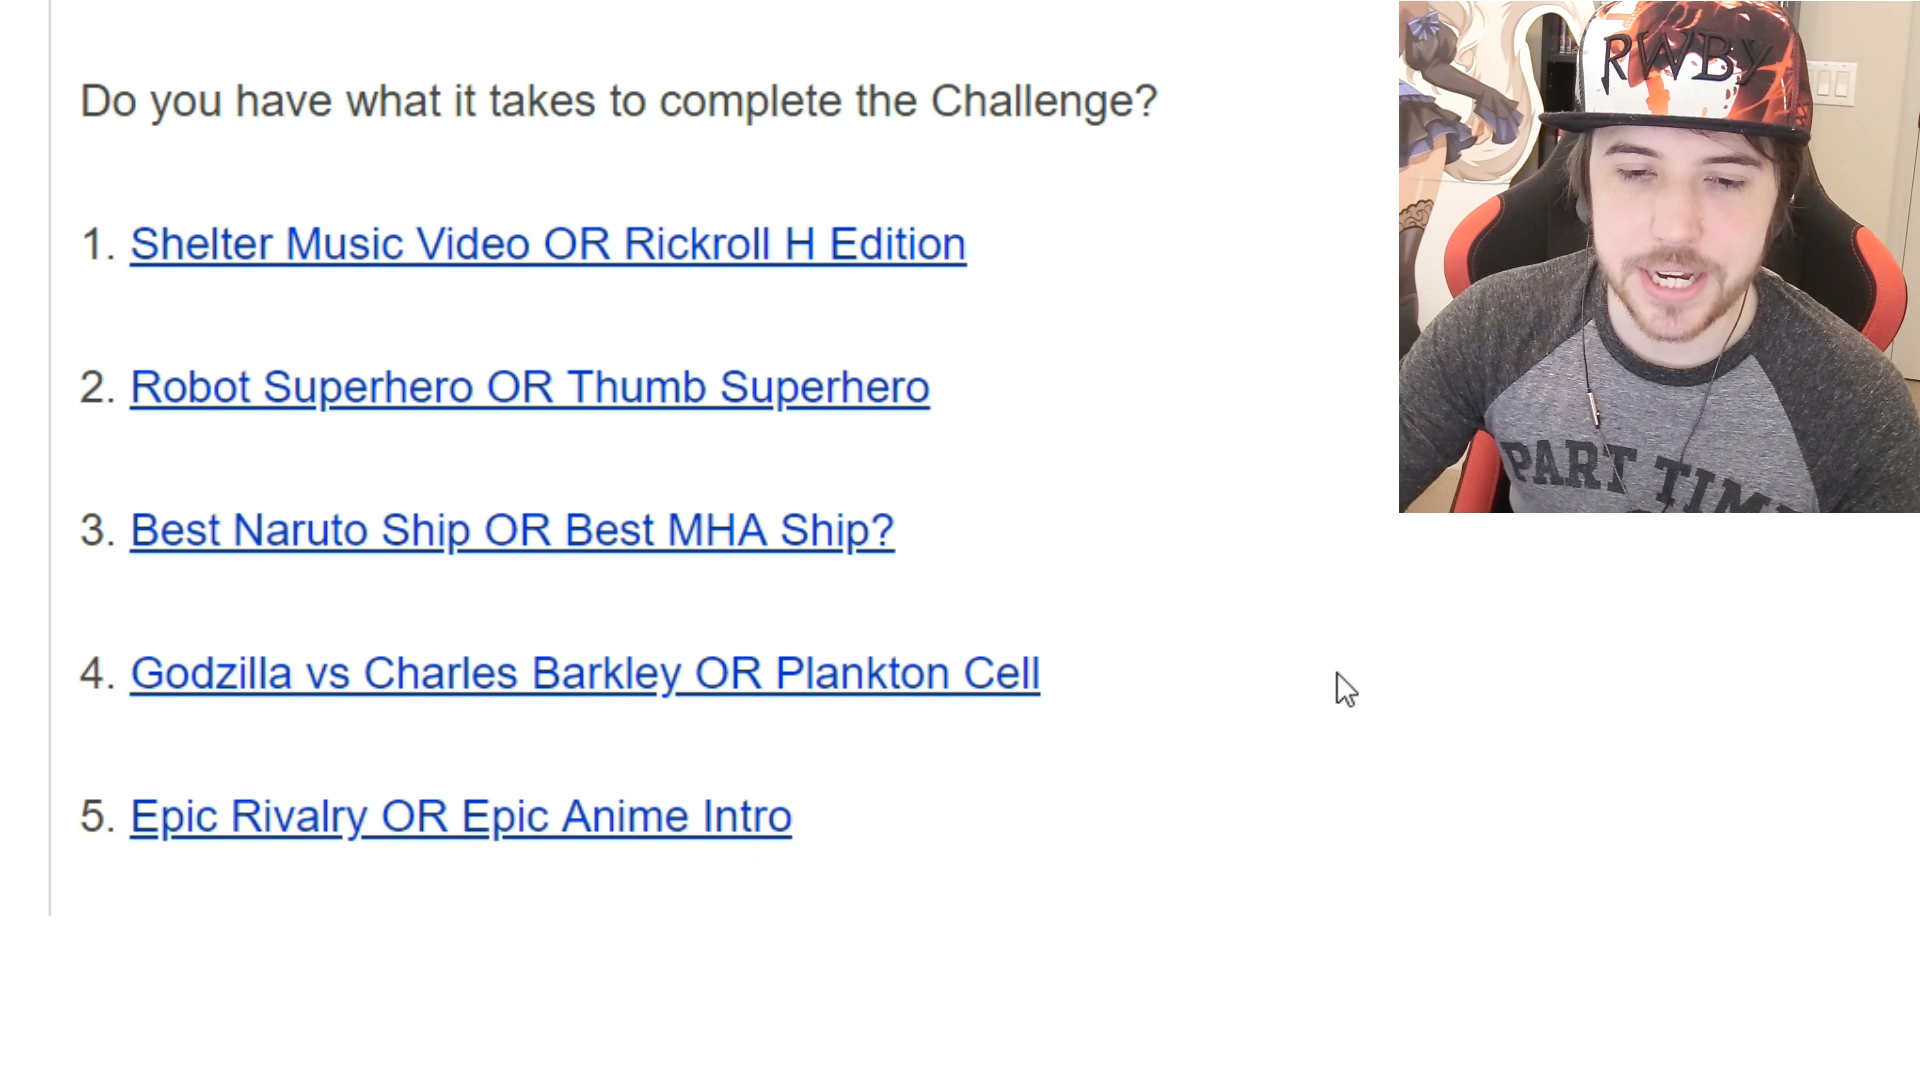 Do you have what it takes to complete the Challenge?
1. Shelter Music Video OR Rickroll H Edition
2. Robot Superhero OR Thumb Superhero
3. Best Naruto Ship OR Best MHA Ship?
4. Godzilla vs Charles Barkley OR Plankton Cell
5. Epic Rivalry OR Epic Anime Intro
RWBY
PART TIM